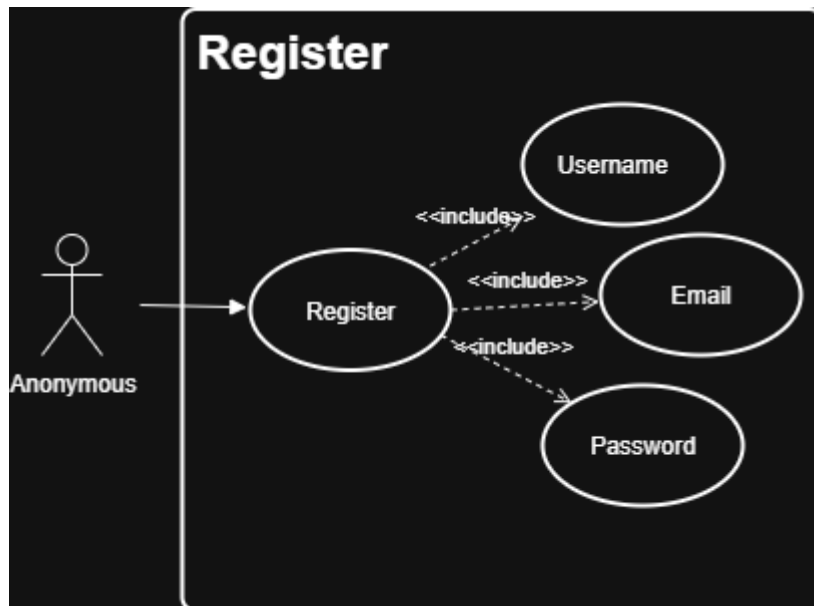 Register
Username
<<include>>
<<include>>
Email
Register
<<include>>
Anonymous
Password